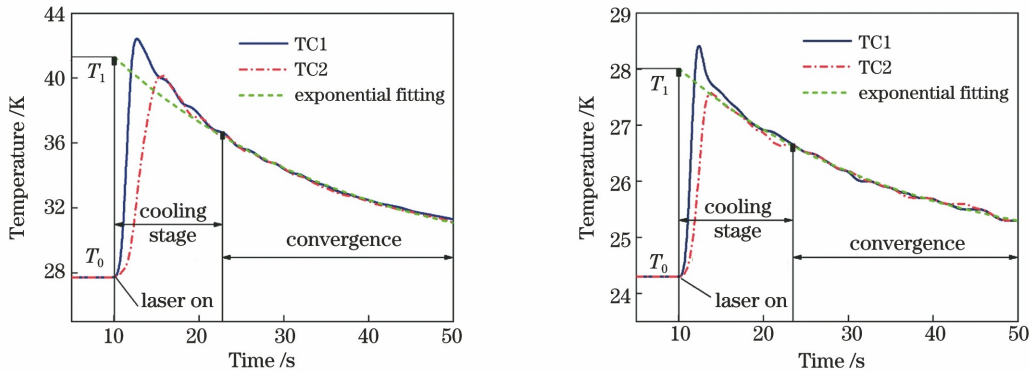 44
40
36
32
28
Temperature /K
T1
T0
TC1
TC2
exponential fitting
cooling
stage
convergence
laser on
10
20
30
40
50
Time /s
29
28
27
26
25
24
Temperature /K
T1
T0
TC1
TC2
exponential fitting
cooling
stage
convergence
laser on
10
20
30
40
50
Time /s